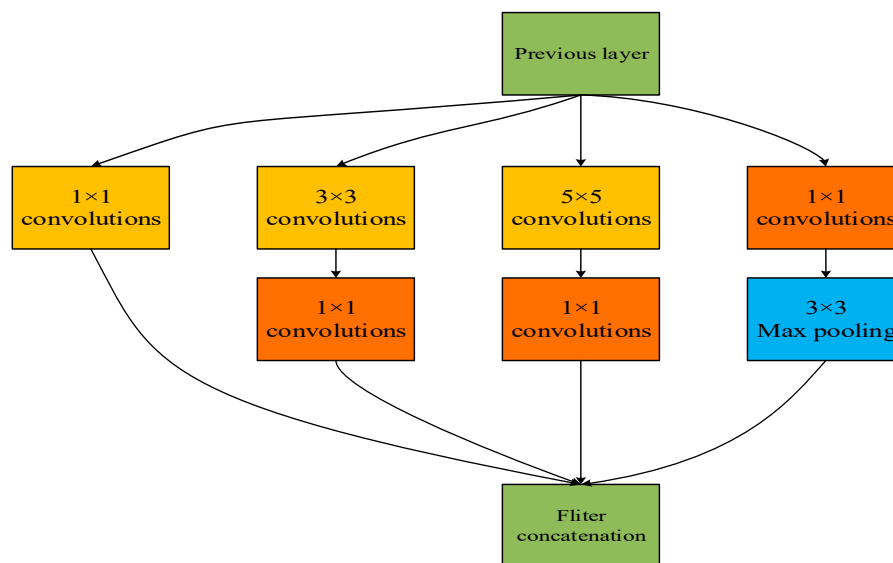 Previous layer
1×1
convolutions
3×3
convolutions
5×5
convolutions
1×1
convolutions
1×1
convolutions
1×1
convolutions
3×3
Max pooling
Fliter
concatenation